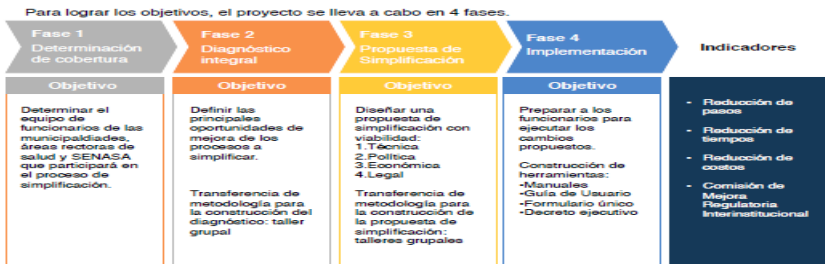 Para lograr los objetivos, el proyecto se lleva a cabo en 4 fases.
Fase 1
Determinación
de cobertura
Objetivo
Determinar el
equipo de
funcionarios de las
municipaldiades,
áreas rectoras de
salud y SENASA
que participará en
el proceso de
simplificación.
Fase 2
Diagnóstico
integral
Objetivo
Definir las
principales
oportunidades de
mejora de los
procesos a
simplificar.
Transferencia de
metodología para
la construcción del
diagnóstico: taller
grupal
Fase 3
Propuesta de
Simplificación
Objetivo
Diseñar una
propuesta de
simplificación con
viabilidad:
1.Técnica
2.Política
3.Económica
4.Legal
Transferencia de
metodología para
la construcción de
la propuesta de
simplificación:
talleres grupales
Fase 4
Implementación
Objetivo
Preparar a los
funcionarios para
ejecutar los
cambios
propuestos.
Construcción de
herramientas:
•Manuales
•Guía de Usuario
•Formulario único
•Decreto ejecutivo
Indicadores
- Reducción de
pasos
- Reducción de
tiempos
- Reducción de
costos
- Comisión de
Mejora
Regulatoria
Interinstitucional